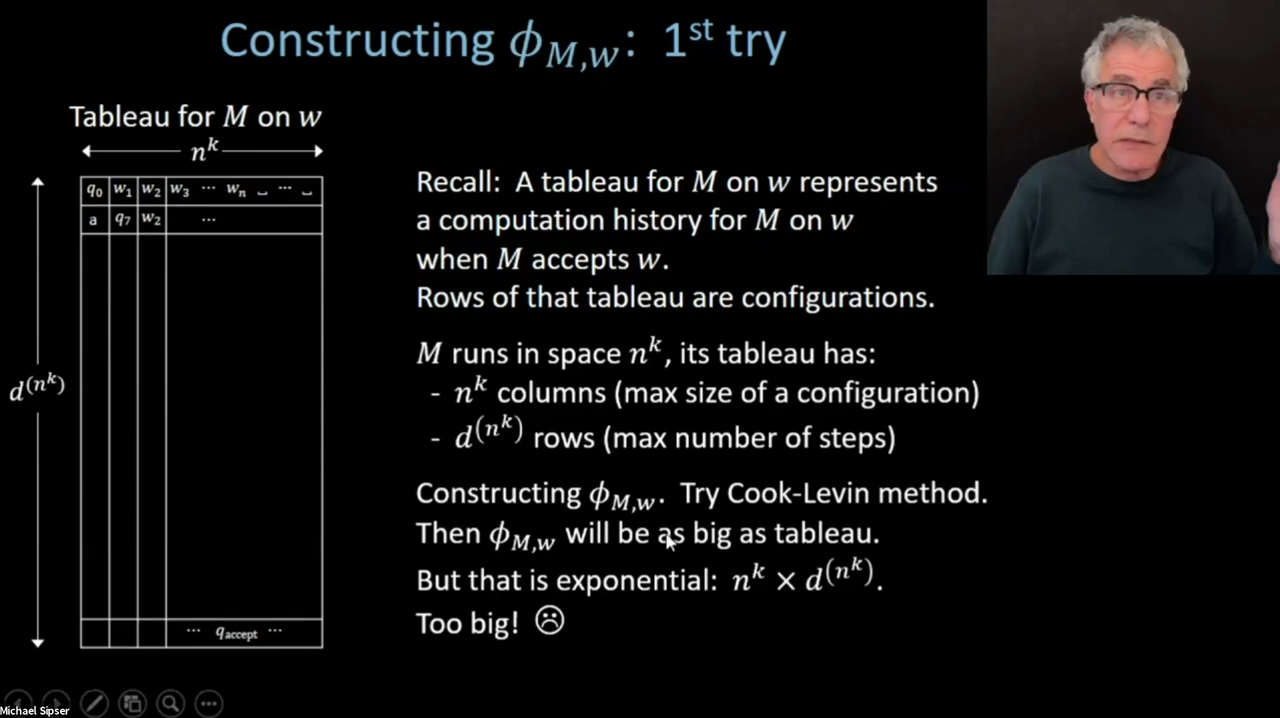 Constructing ϕ_{M,w}: 1st try
Tableau for M on w
n^k
q₀ w₁ w₂ w₃ ⋯ wₙ ⎵ ⋯ ⎵
a q₇ w₂ ⋯
d^{(n^k)}
⋯ q_accept ⋯
Recall: A tableau for M on w represents
a computation history for M on w
when M accepts w.
Rows of that tableau are configurations.
M runs in space n^k, its tableau has:
- n^k columns (max size of a configuration)
- d^{(n^k)} rows (max number of steps)
Constructing ϕ_{M,w}. Try Cook-Levin method.
Then ϕ_{M,w} will be as big as tableau.
But that is exponential: n^k × d^{(n^k)}.
Too big! ☹
Michael Sipser